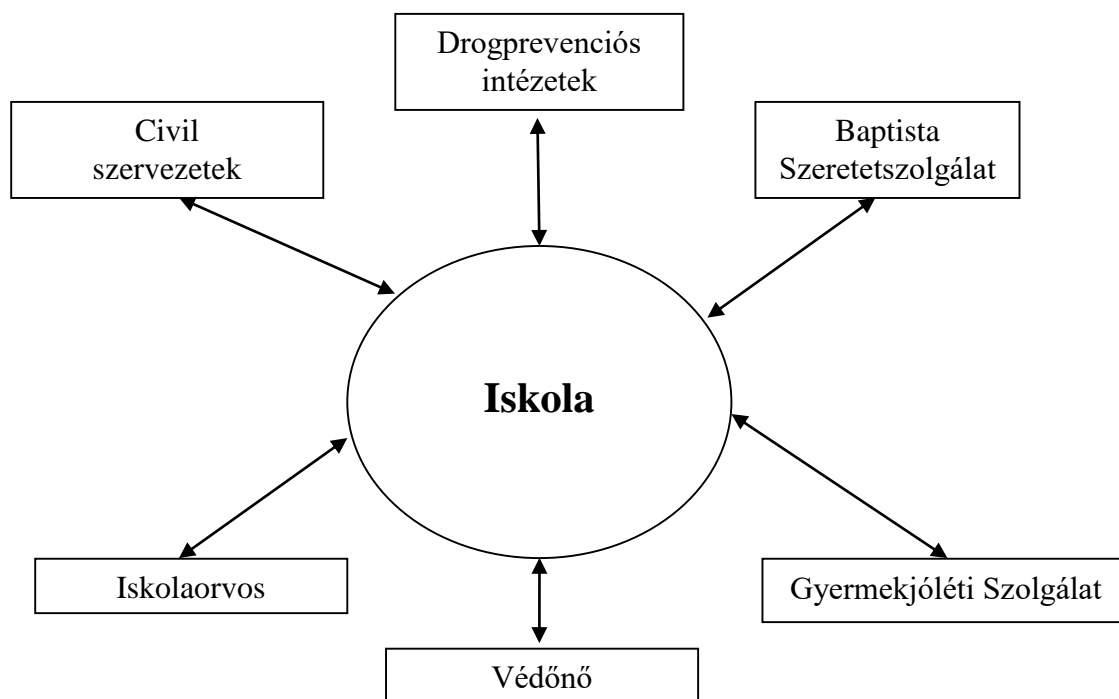 Drogprevenciós
intézetek
Civil
szervezetek
Baptista
Szeretetszolgálat
Iskola
Iskolaorvos
Gyermekjóléti Szolgálat
Védőnő